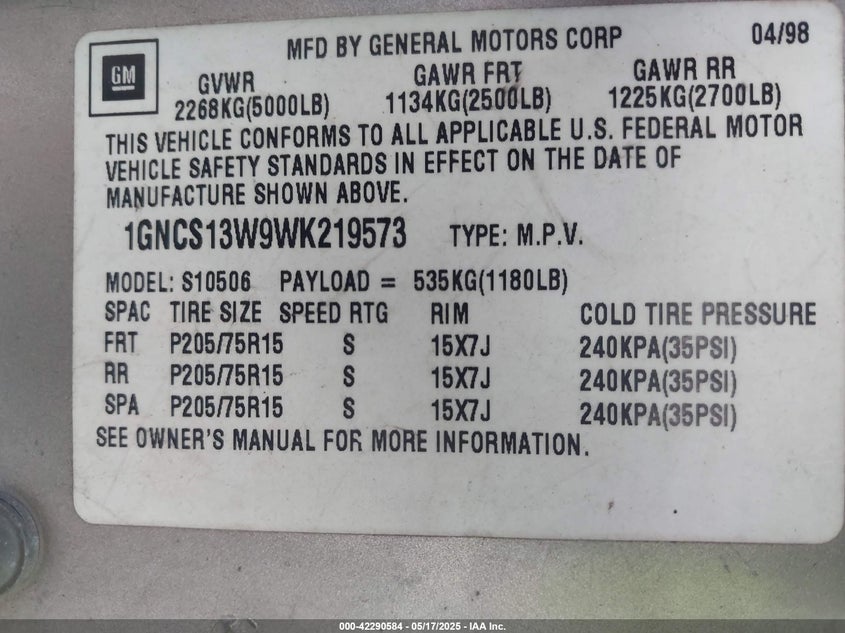 MFD BY GENERAL MOTORS CORP 04/98
GM
GVWR GAWR FRT GAWR RR
2268KG(5000LB) 1134KG(2500LB) 1225KG(2700LB)
THIS VEHICLE CONFORMS TO ALL APPLICABLE U.S. FEDERAL MOTOR
VEHICLE SAFETY STANDARDS IN EFFECT ON THE DATE OF
MANUFACTURE SHOWN ABOVE.
1GNCS13W9WK219573 TYPE: M.P.V.
MODEL: S10506 PAYLOAD = 535KG(1180LB)
SPAC TIRE SIZE SPEED RTG RIM COLD TIRE PRESSURE
FRT P205/75R15 S 15X7J 240KPA(35PSI)
RR P205/75R15 S 15X7J 240KPA(35PSI)
SPA P205/75R15 S 15X7J 240KPA(35PSI)
SEE OWNER'S MANUAL FOR MORE INFORMATION.
000-42290584 - 05/17/2025 - IAA Inc.